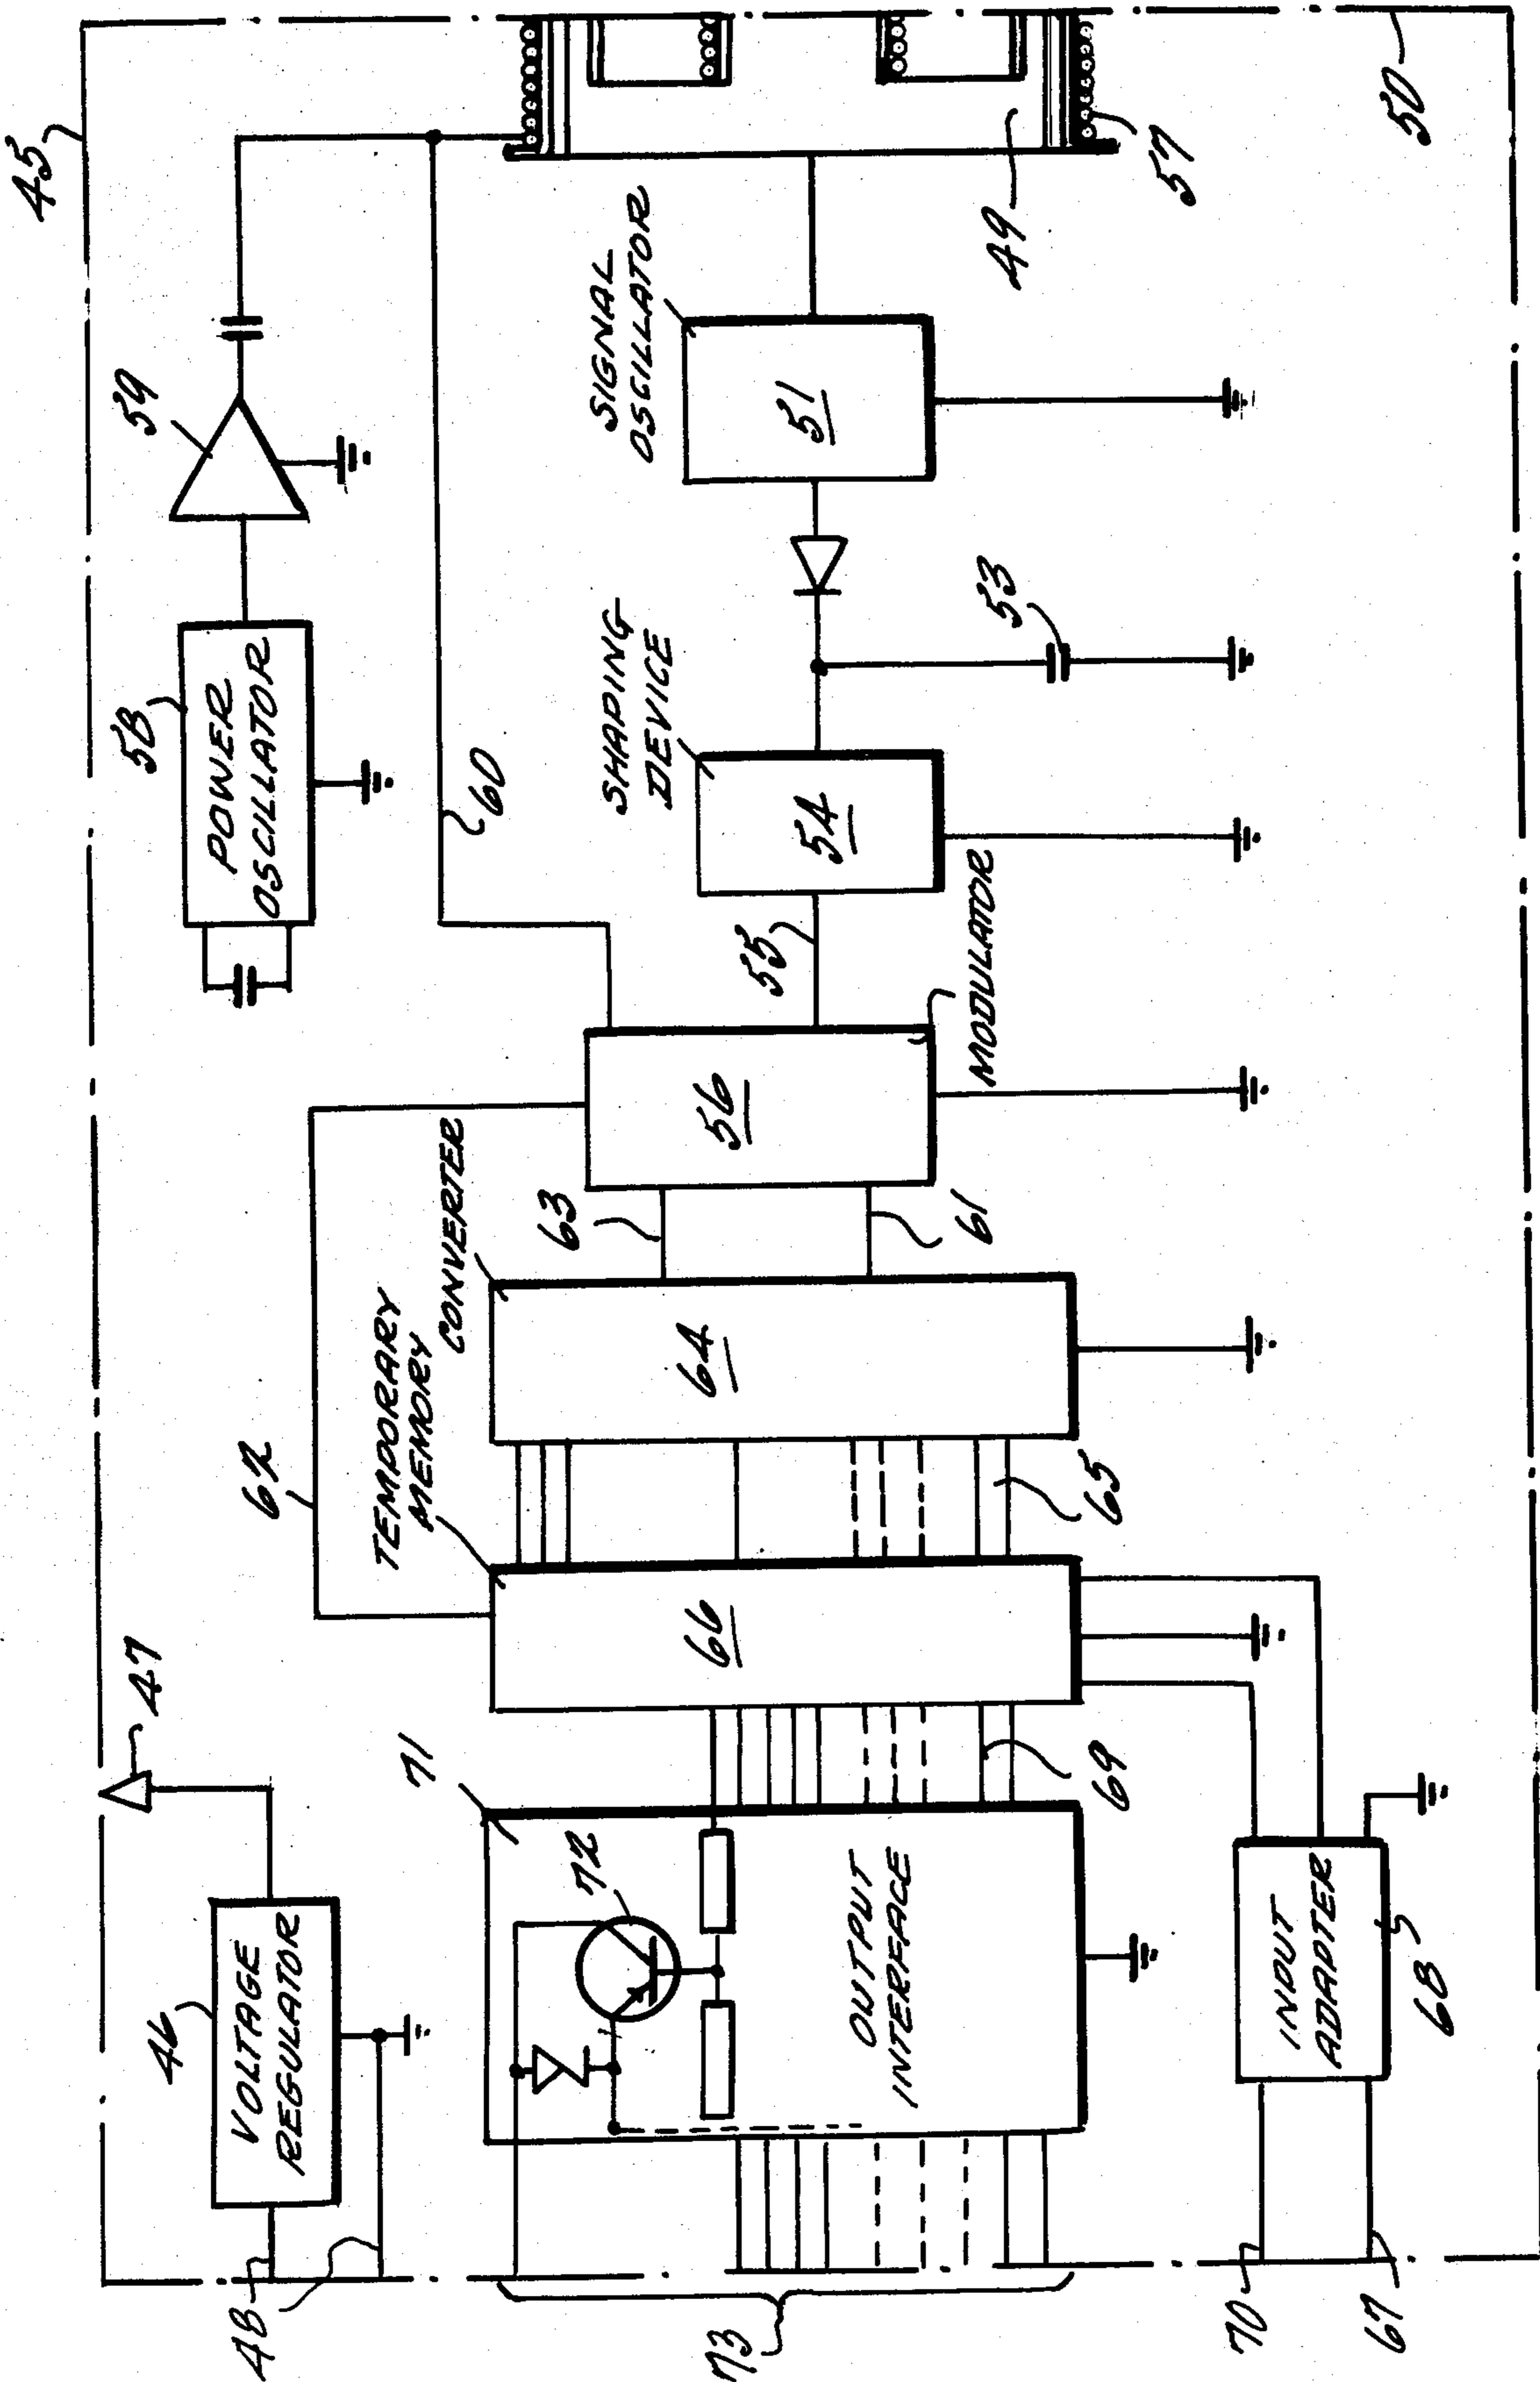 45
50
46
VOLTAGE
REGULATOR
48
47
58
POWER
OSCILLATOR
59
60
62
71
72
OUTPUT
INTERFACE
73
TEMPORARY
MEMORY
66
69
CONVERTER
64
65
63
61
56
MODULATOR
55
SHAPING
DEVICE
54
53
SIGNAL
OSCILLATOR
51
49
57
INPUT
ADAPTER
68
70
67